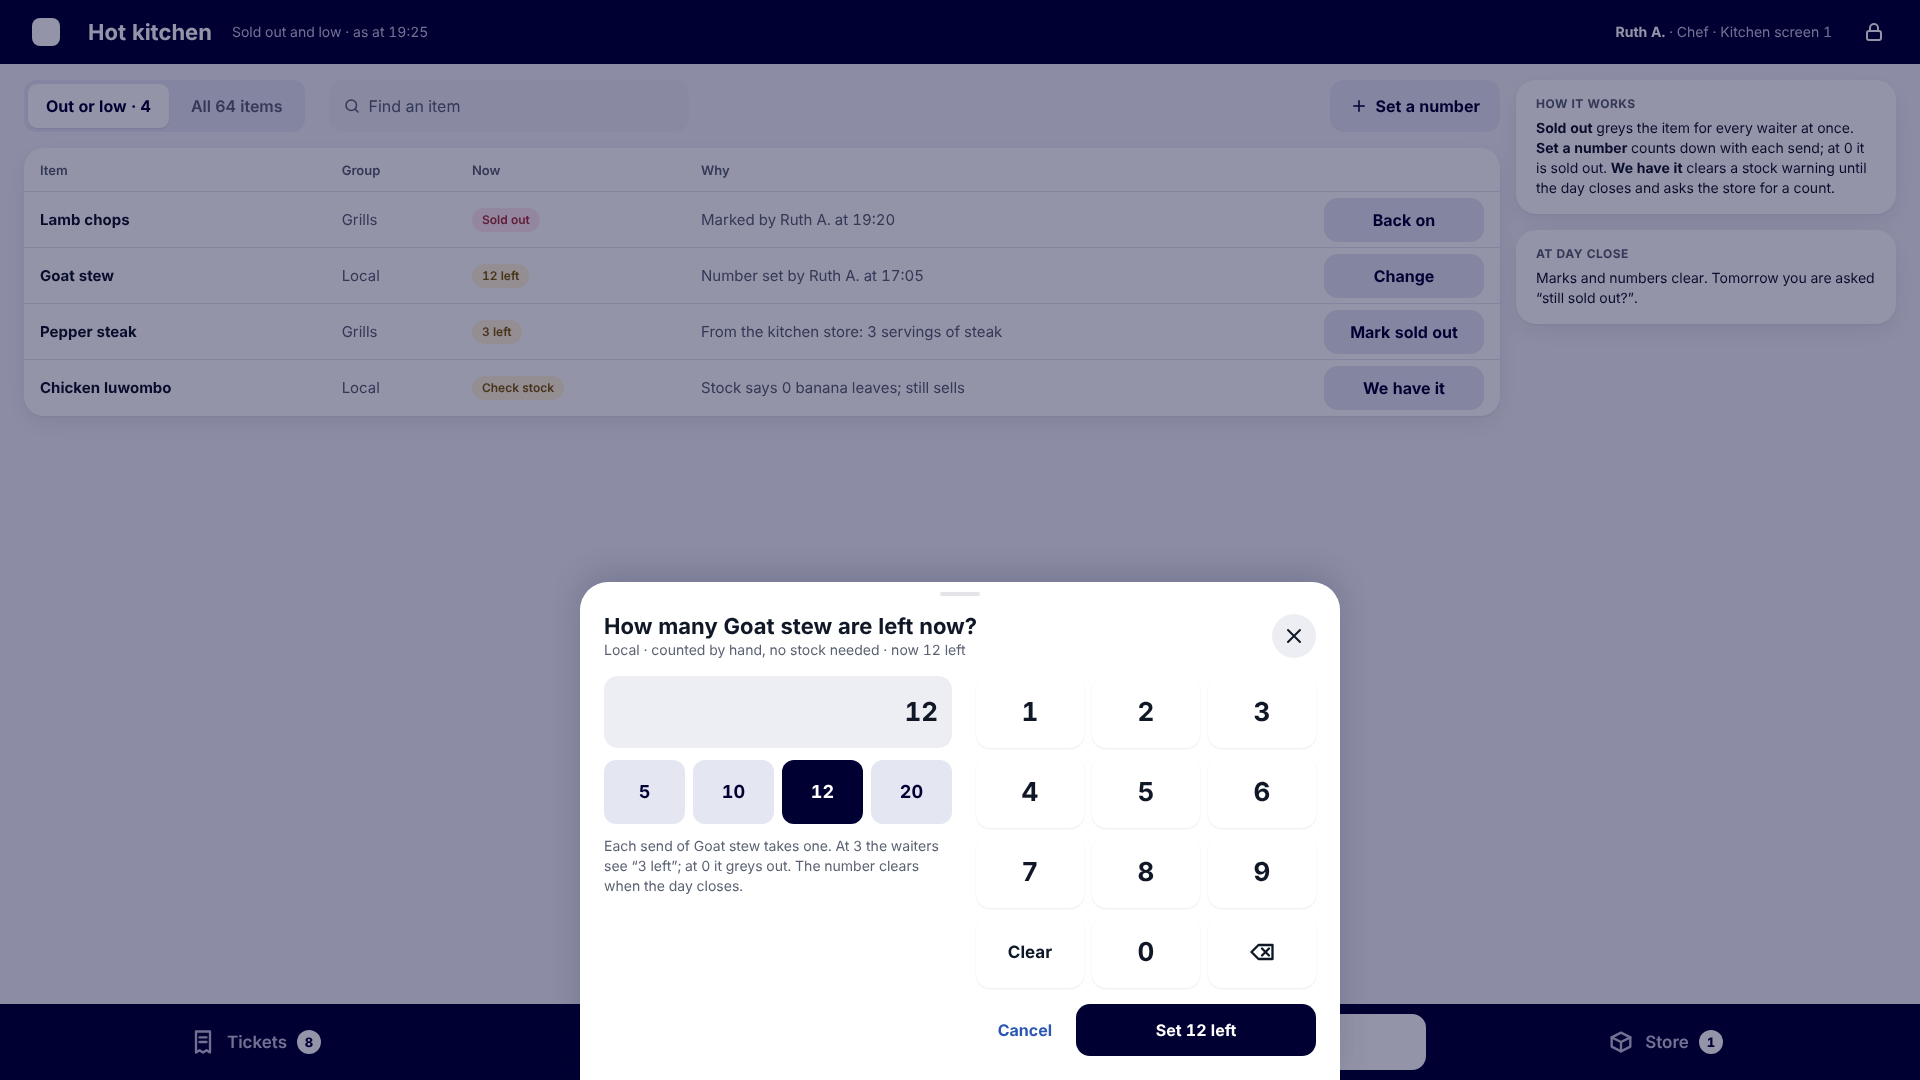 Hot kitchen
Sold out and low · as at 19:25
Ruth A. · Chef · Kitchen screen 1
Out or low · 4
All 64 items
Find an item
Set a number
Item Group Now Why
Lamb chops Grills Sold out Marked by Ruth A. at 19:20 Back on
Goat stew Local 12 left Number set by Ruth A. at 17:05 Change
Pepper steak Grills 3 left From the kitchen store: 3 servings of steak Mark sold out
Chicken luwombo Local Check stock Stock says 0 banana leaves; still sells We have it
HOW IT WORKS
Sold out greys the item for every waiter at once.
Set a number counts down with each send; at 0 it
is sold out. We have it clears a stock warning until
the day closes and asks the store for a count.
AT DAY CLOSE
Marks and numbers clear. Tomorrow you are asked
“still sold out?”.
How many Goat stew are left now?
Local · counted by hand, no stock needed · now 12 left
12
5 10 12 20
Each send of Goat stew takes one. At 3 the waiters
see “3 left”; at 0 it greys out. The number clears
when the day closes.
1 2 3
4 5 6
7 8 9
Clear 0
Cancel
Set 12 left
Tickets 8
Store 1